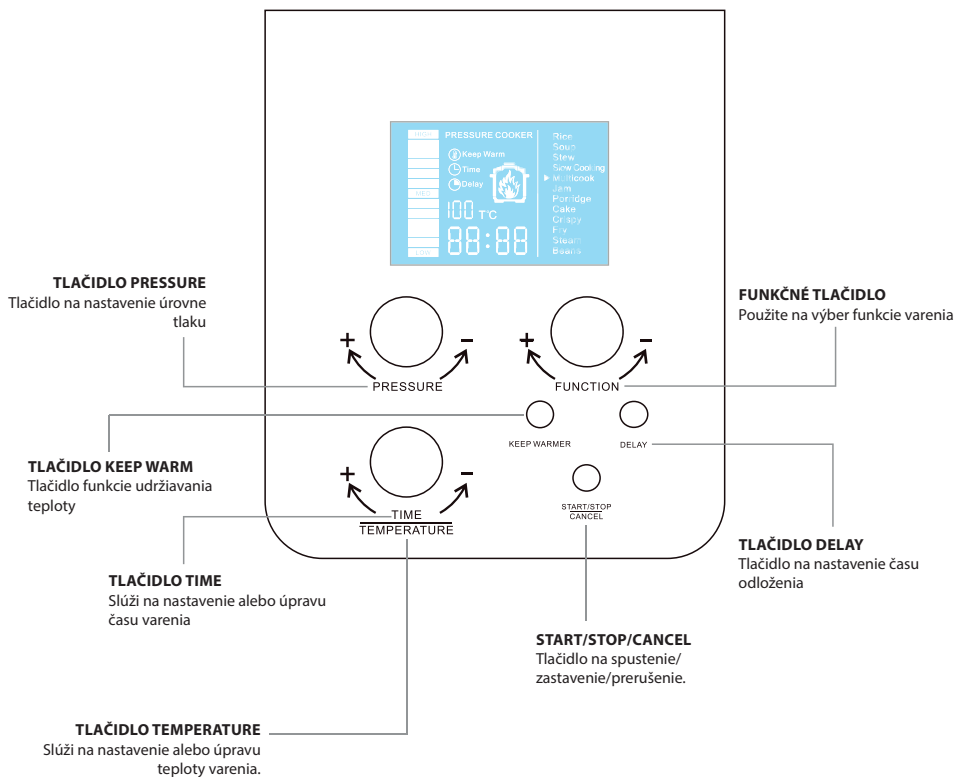 HIGH
PRESSURE COOKER
Keep Warm
Time
Delay
MED
100 T°C
88:88
LOW
Rice
Soup
Stew
Slow Cooking
Multicook
Jam
Porridge
Cake
Crispy
Fry
Steam
Beans
TLAČIDLO PRESSURE
Tlačidlo na nastavenie úrovne
tlaku
FUNKČNÉ TLAČIDLO
Použite na výber funkcie varenia
+ −
PRESSURE
+ −
FUNCTION
KEEP WARMER
DELAY
TLAČIDLO KEEP WARM
Tlačidlo funkcie udržiavania
teploty
+ −
TIME
TEMPERATURE
START/STOP
CANCEL
TLAČIDLO TIME
Slúži na nastavenie alebo úpravu
času varenia
TLAČIDLO DELAY
Tlačidlo na nastavenie času
odloženia
START/STOP/CANCEL
Tlačidlo na spustenie/
zastavenie/prerušenie.
TLAČIDLO TEMPERATURE
Slúži na nastavenie alebo úpravu
teploty varenia.